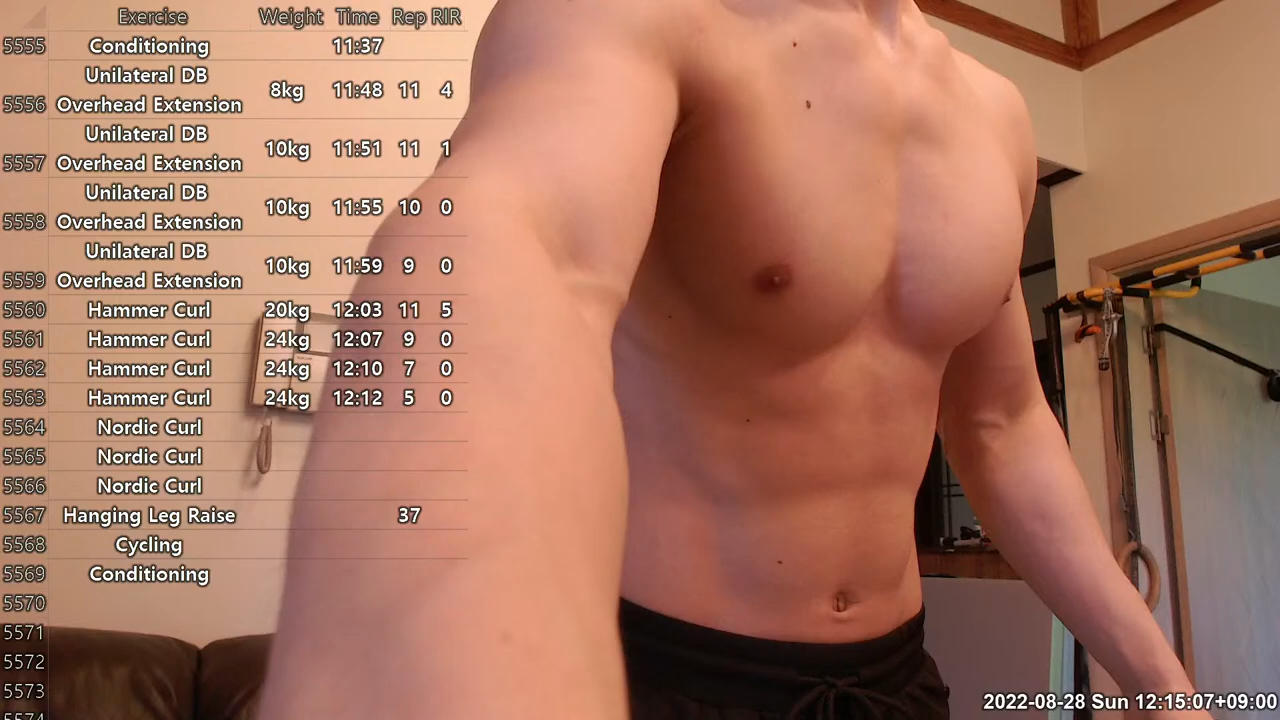 Exercise Weight Time Rep RIR
5555 Conditioning 11:37
5556 Unilateral DB Overhead Extension 8kg 11:48 11 4
5557 Unilateral DB Overhead Extension 10kg 11:51 11 1
5558 Unilateral DB Overhead Extension 10kg 11:55 10 0
5559 Unilateral DB Overhead Extension 10kg 11:59 9 0
5560 Hammer Curl 20kg 12:03 11 5
5561 Hammer Curl 24kg 12:07 9 0
5562 Hammer Curl 24kg 12:10 7 0
5563 Hammer Curl 24kg 12:12 5 0
5564 Nordic Curl
5565 Nordic Curl
5566 Nordic Curl
5567 Hanging Leg Raise 37
5568 Cycling
5569 Conditioning
5570
5571
5572
5573
5574
2022-08-28 Sun 12:15:07+09:00